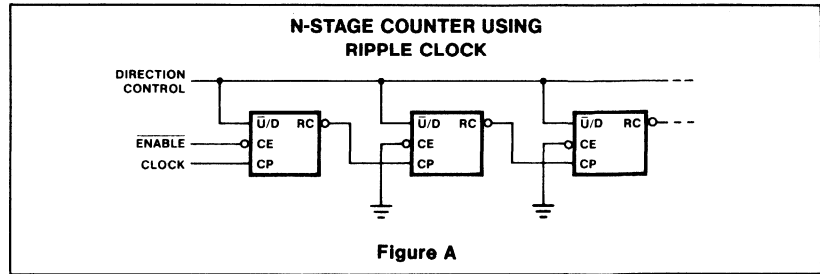 N-STAGE COUNTER USING
RIPPLE CLOCK
DIRECTION
CONTROL
Ū/D RC
Ū/D RC
Ū/D RC
ENABLE
CE
CE
CE
CLOCK
CP
CP
CP
Figure A